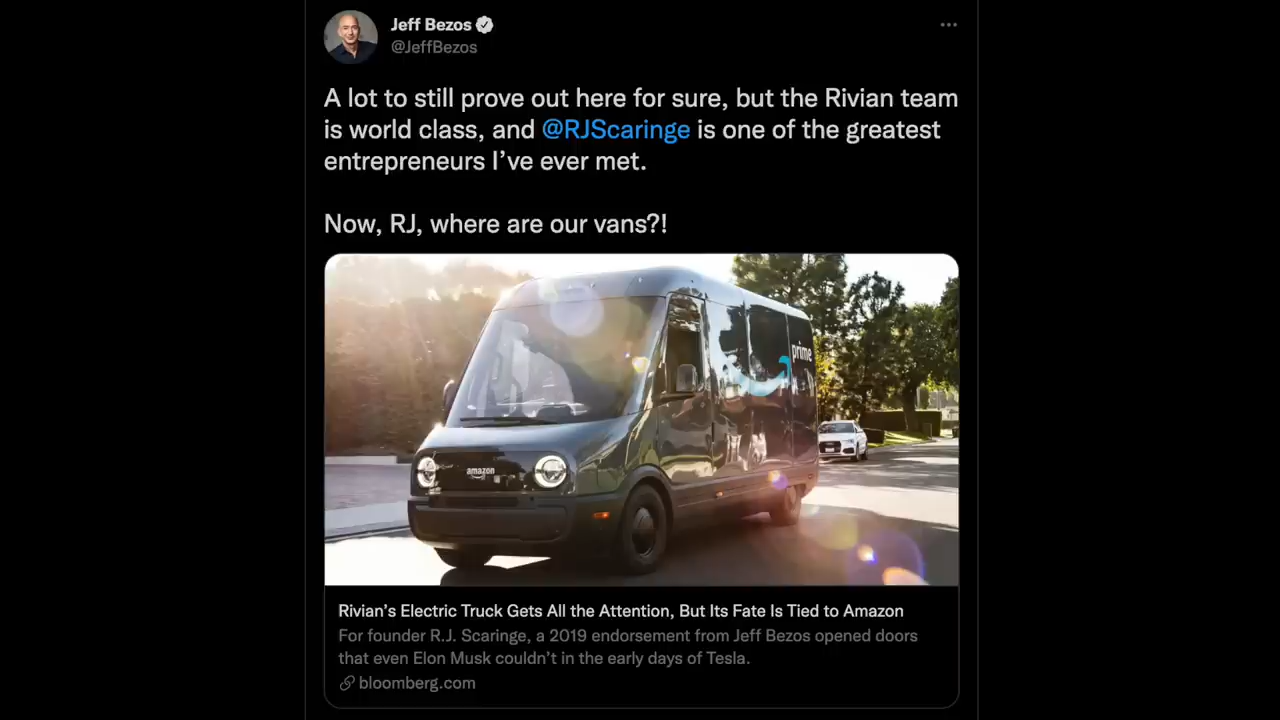 Jeff Bezos
@JeffBezos
A lot to still prove out here for sure, but the Rivian team
is world class, and @RJScaringe is one of the greatest
entrepreneurs I’ve ever met.
Now, RJ, where are our vans?!
prime
amazon
Rivian’s Electric Truck Gets All the Attention, But Its Fate Is Tied to Amazon
For founder R.J. Scaringe, a 2019 endorsement from Jeff Bezos opened doors
that even Elon Musk couldn’t in the early days of Tesla.
bloomberg.com